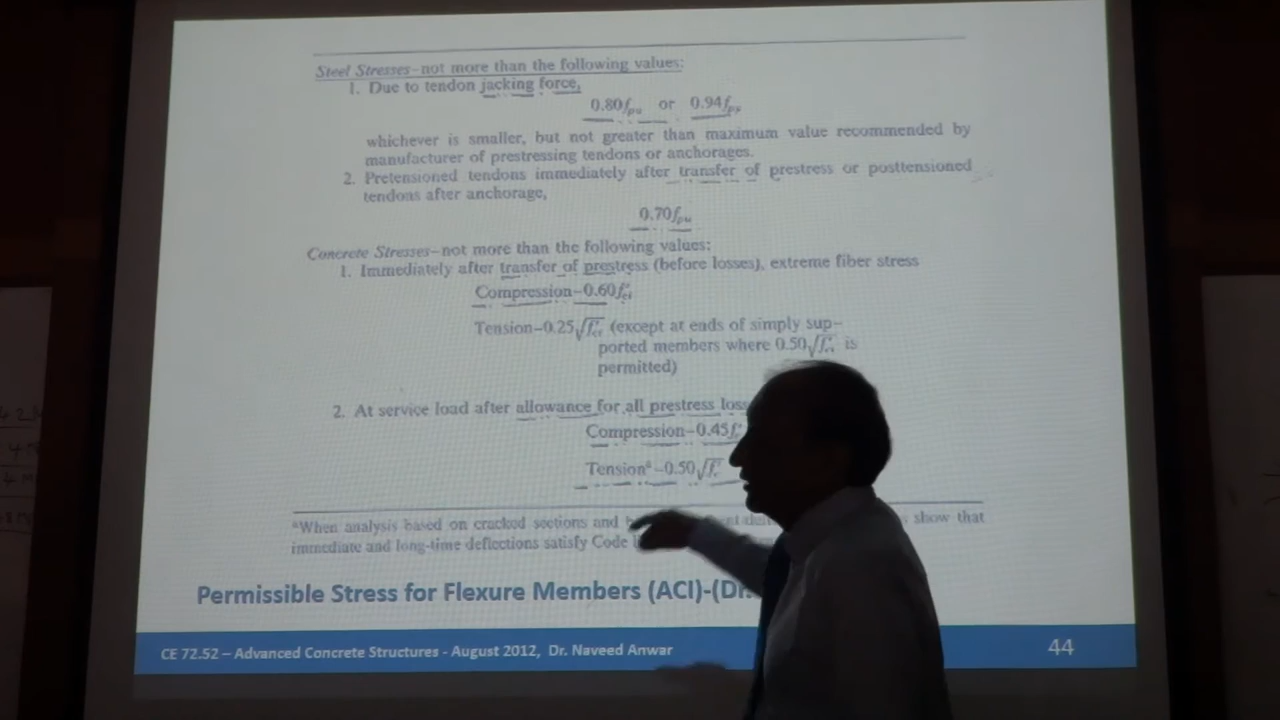 Steel Stresses–not more than the following values:
1. Due to tendon jacking force,
0.80fpu or 0.94fpy
whichever is smaller, but not greater than maximum value recommended by
manufacturer of prestressing tendons or anchorages.
2. Pretensioned tendons immediately after transfer of prestress or posttensioned
tendons after anchorage,
0.70fpu
Concrete Stresses–not more than the following values:
1. Immediately after transfer of prestress (before losses), extreme fiber stress
Compression–0.60f'ci
Tension–0.25√f'ci (except at ends of simply sup-
ported members where 0.50√f'ci is
permitted)
2. At service load after allowance for all prestress
Compression–0.45f'
Tensionᵃ–0.50√f'
ᵃWhen analysis based on cracked sections and show that
immediate and long-time deflections satisfy Code
Permissible Stress for Flexure Members (ACI)-(Dr.
CE 72.52 – Advanced Concrete Structures - August 2012, Dr. Naveed Anwar
44